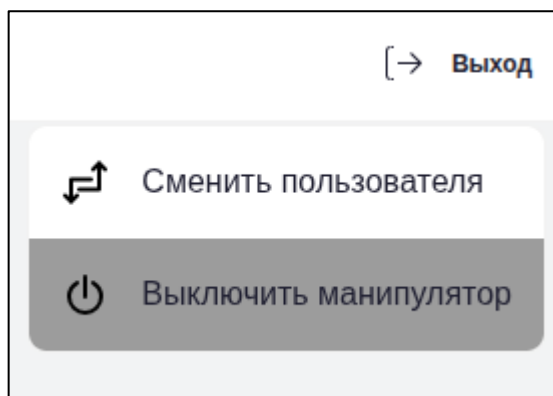 Выход
Сменить пользователя
Выключить манипулятор